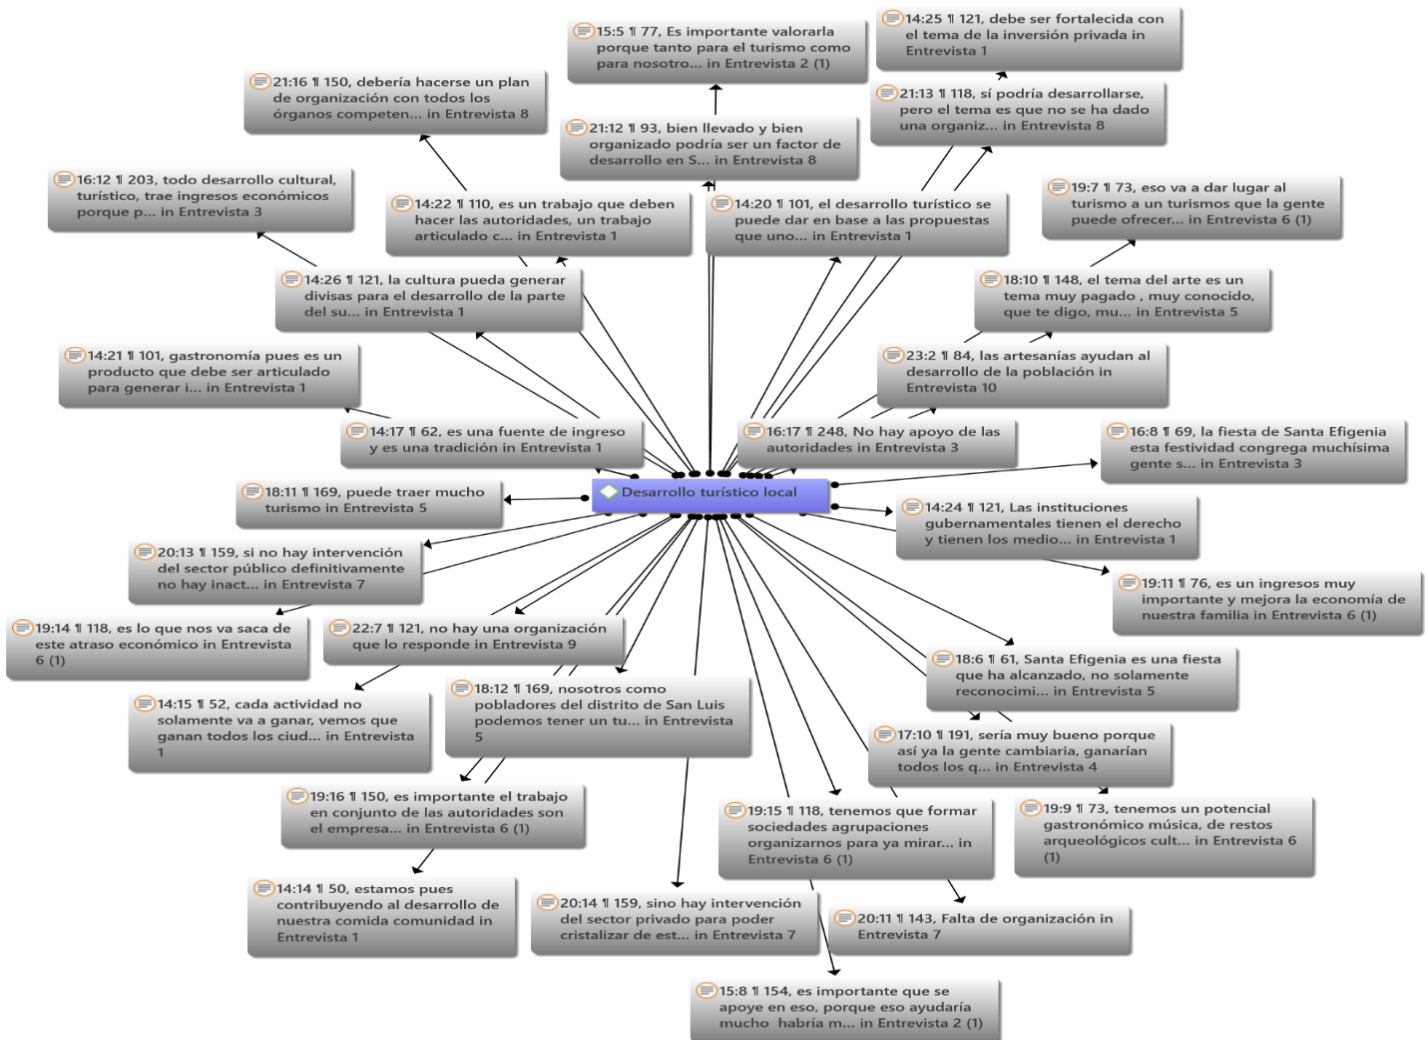 14:25 ¶ 121, debe ser fortalecida con
el tema de la inversión privada in
Entrevista 1
15:5 ¶ 77, Es importante valorarla
porque tanto para el turismo como
para nosotro... in Entrevista 2 (1)
21:16 ¶ 150, debería hacerse un plan
de organización con todos los
órganos competen... in Entrevista 8
21:13 ¶ 118, sí podría desarrollarse,
pero el tema es que no se ha dado
una organiz... in Entrevista 8
21:12 ¶ 93, bien llevado y bien
organizado podría ser un factor de
desarrollo en S... in Entrevista 8
16:12 ¶ 203, todo desarrollo cultural,
turístico, trae ingresos económicos
porque p... in Entrevista 3
19:7 ¶ 73, eso va a dar lugar al
turismo a un turismos que la gente
puede ofrecer... in Entrevista 6 (1)
14:22 ¶ 110, es un trabajo que deben
hacer las autoridades, un trabajo
articulado c... in Entrevista 1
14:20 ¶ 101, el desarrollo turístico se
puede dar en base a las propuestas
que uno... in Entrevista 1
14:26 ¶ 121, la cultura pueda generar
divisas para el desarrollo de la parte
del su... in Entrevista 1
18:10 ¶ 148, el tema del arte es un
tema muy pagado , muy conocido,
que te digo, mu... in Entrevista 5
14:21 ¶ 101, gastronomía pues es un
producto que debe ser articulado
para generar i... in Entrevista 1
23:2 ¶ 84, las artesanías ayudan al
desarrollo de la población in
Entrevista 10
14:17 ¶ 62, es una fuente de ingreso
y es una tradición in Entrevista 1
16:17 ¶ 248, No hay apoyo de las
autoridades in Entrevista 3
16:8 ¶ 69, la fiesta de Santa Efigenia
esta festividad congrega muchísima
gente s... in Entrevista 3
18:11 ¶ 169, puede traer mucho
turismo in Entrevista 5
Desarrollo turístico local
14:24 ¶ 121, Las instituciones
gubernamentales tienen el derecho
y tienen los medio... in Entrevista 1
20:13 ¶ 159, si no hay intervención
del sector público definitivamente
no hay inact... in Entrevista 7
19:11 ¶ 76, es un ingresos muy
importante y mejora la economía de
nuestra familia in Entrevista 6 (1)
19:14 ¶ 118, es lo que nos va saca de
este atraso económico in Entrevista
6 (1)
22:7 ¶ 121, no hay una organización
que lo responde in Entrevista 9
18:6 ¶ 61, Santa Efigenia es una fiesta
que ha alcanzado, no solamente
reconocimi... in Entrevista 5
14:15 ¶ 52, cada actividad no
solamente va a ganar, vemos que
ganan todos los ciud... in Entrevista
1
18:12 ¶ 169, nosotros como
pobladores del distrito de San Luis
podemos tener un tu... in Entrevista
5
17:10 ¶ 191, sería muy bueno porque
así ya la gente cambiaria, ganarían
todos los q... in Entrevista 4
19:16 ¶ 150, es importante el trabajo
en conjunto de las autoridades son
el empresa... in Entrevista 6 (1)
19:15 ¶ 118, tenemos que formar
sociedades agrupaciones
organizarnos para ya mirar... in
Entrevista 6 (1)
19:9 ¶ 73, tenemos un potencial
gastronómico música, de restos
arqueológicos cult... in Entrevista 6
(1)
14:14 ¶ 50, estamos pues
contribuyendo al desarrollo de
nuestra comida comunidad in
Entrevista 1
20:14 ¶ 159, sino hay intervención
del sector privado para poder
cristalizar de est... in Entrevista 7
20:11 ¶ 143, Falta de organización in
Entrevista 7
15:8 ¶ 154, es importante que se
apoye en eso, porque eso ayudaría
mucho  habría m... in Entrevista 2 (1)